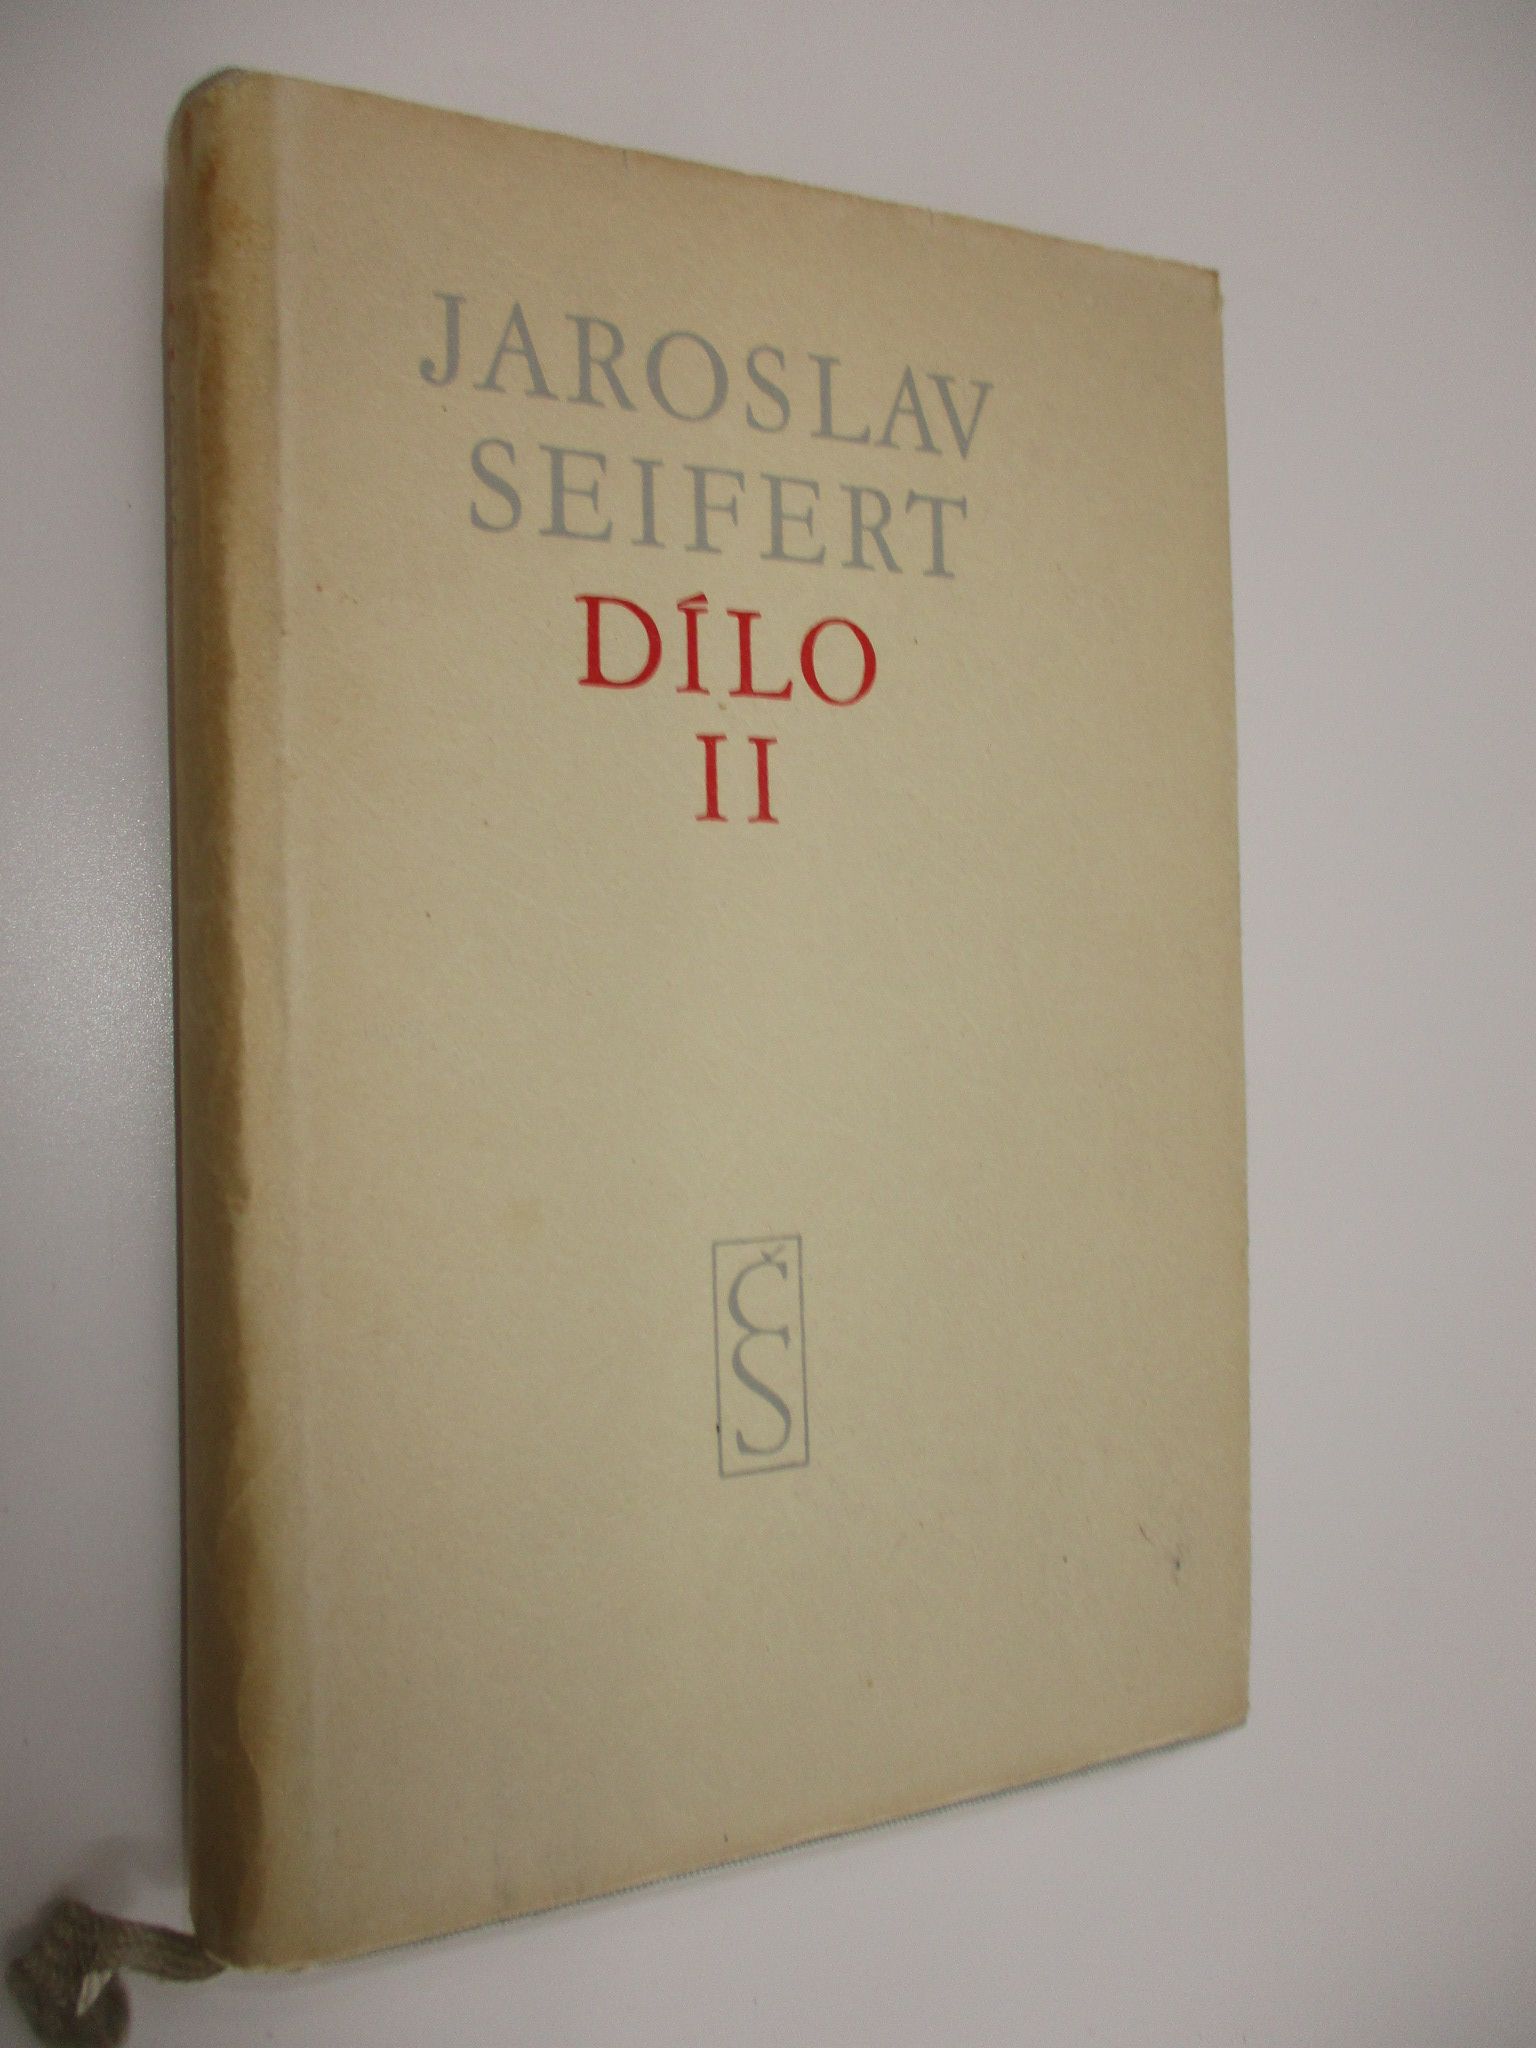 JAROSLAV
SEIFERT
DÍLO
II
ČS